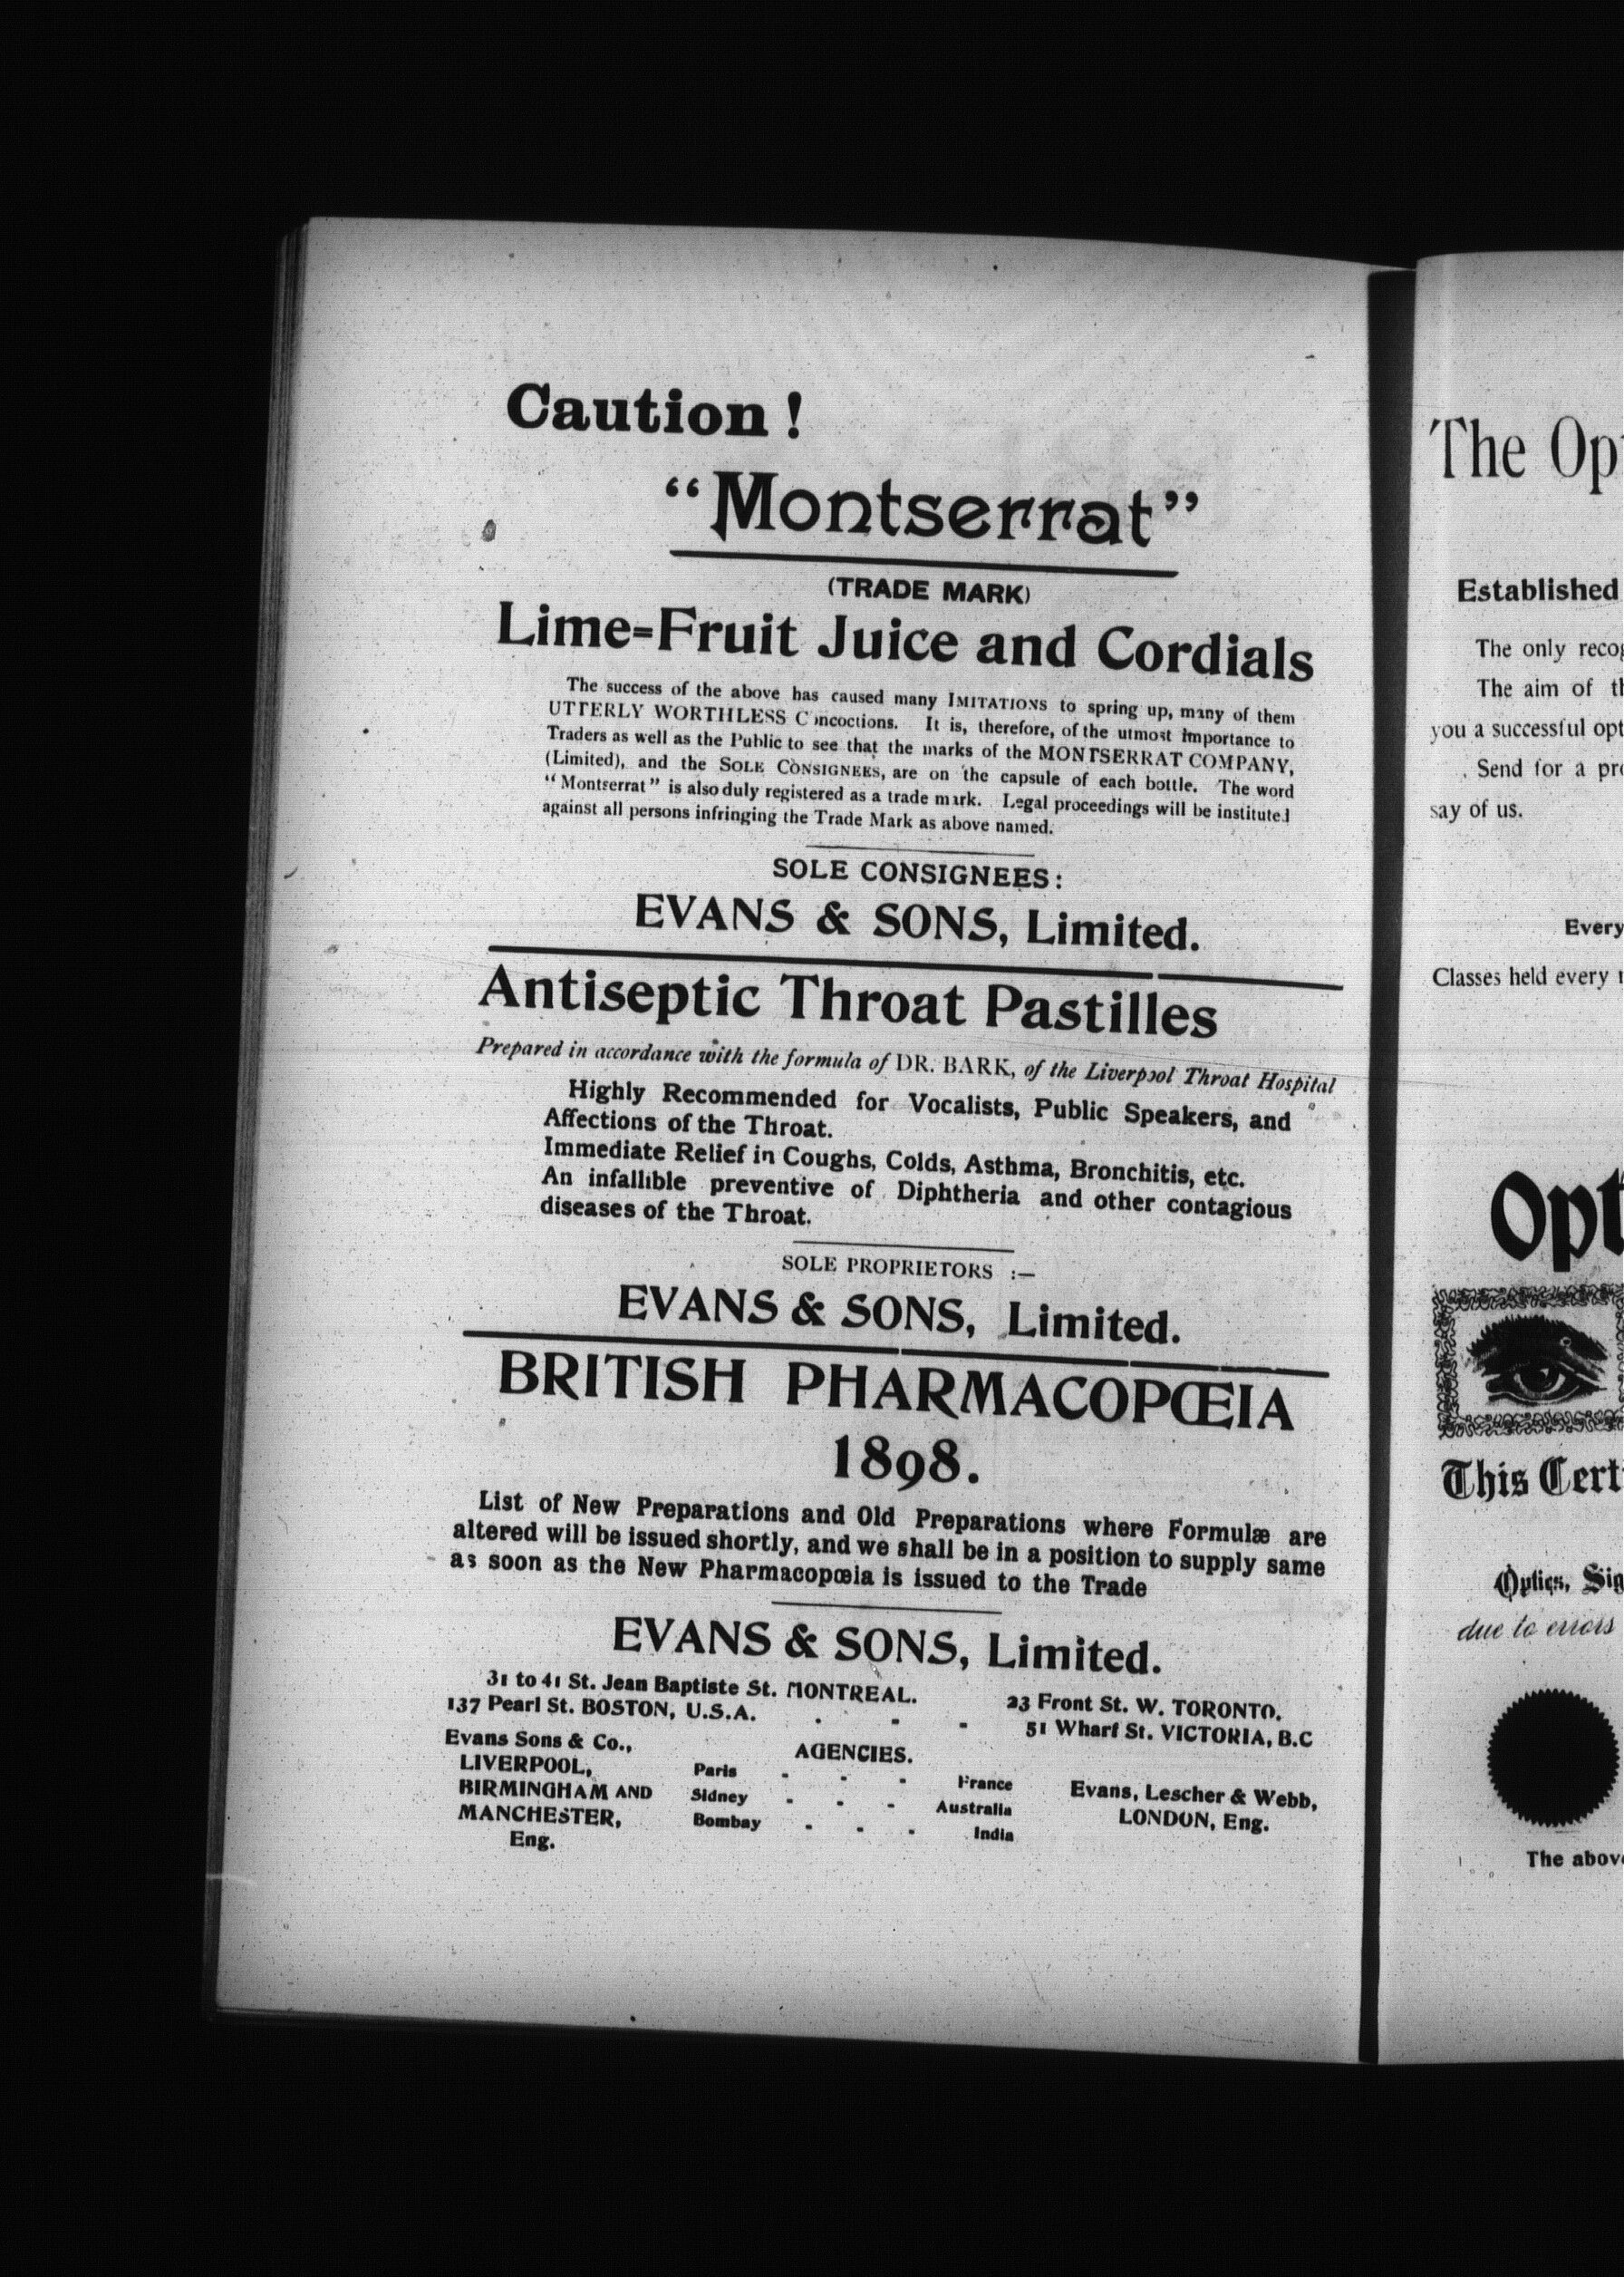 Caution !
“Montserrat”
(TRADE MARK)
Lime=Fruit Juice and Cordials
The success of the above has caused many IMITATIONS to spring up, many of them
UTTERLY WORTHLESS Concoctions. It is, therefore, of the utmost importance to
Traders as well as the Public to see that the marks of the MONTSERRAT COMPANY,
(Limited), and the SOLE CONSIGNEES, are on the capsule of each bottle. The word
“Montserrat” is also duly registered as a trade mark. Legal proceedings will be instituted
against all persons infringing the Trade Mark as above named.
SOLE CONSIGNEES:
EVANS & SONS, Limited.
Antiseptic Throat Pastilles
Prepared in accordance with the formula of DR. BARK, of the Liverpool Throat Hospital
Highly Recommended for Vocalists, Public Speakers, and
Affections of the Throat.
Immediate Relief in Coughs, Colds, Asthma, Bronchitis, etc.
An infallible preventive of Diphtheria and other contagious
diseases of the Throat.
SOLE PROPRIETORS :—
EVANS & SONS, Limited.
BRITISH PHARMACOPŒIA
1898.
List of New Preparations and Old Preparations where Formulæ are
altered will be issued shortly, and we shall be in a position to supply same
as soon as the New Pharmacopœia is issued to the Trade
EVANS & SONS, Limited.
31 to 41 St. Jean Baptiste St. MONTREAL. 23 Front St. W. TORONTO.
137 Pearl St. BOSTON, U.S.A. . - - 51 Wharf St. VICTORIA, B.C
Evans Sons & Co.,
LIVERPOOL,
BIRMINGHAM AND
MANCHESTER,
Eng.
AGENCIES.
Paris - - - France
Sidney - - - Australia
Bombay - - - India
Evans, Lescher & Webb,
LONDON, Eng.
The Op
Established
The only reco
The aim of t
you a successful opt
Send for a pr
say of us.
Every
Classes held every
Opt
This Cert
Optics, Sig
due to errors
The abov